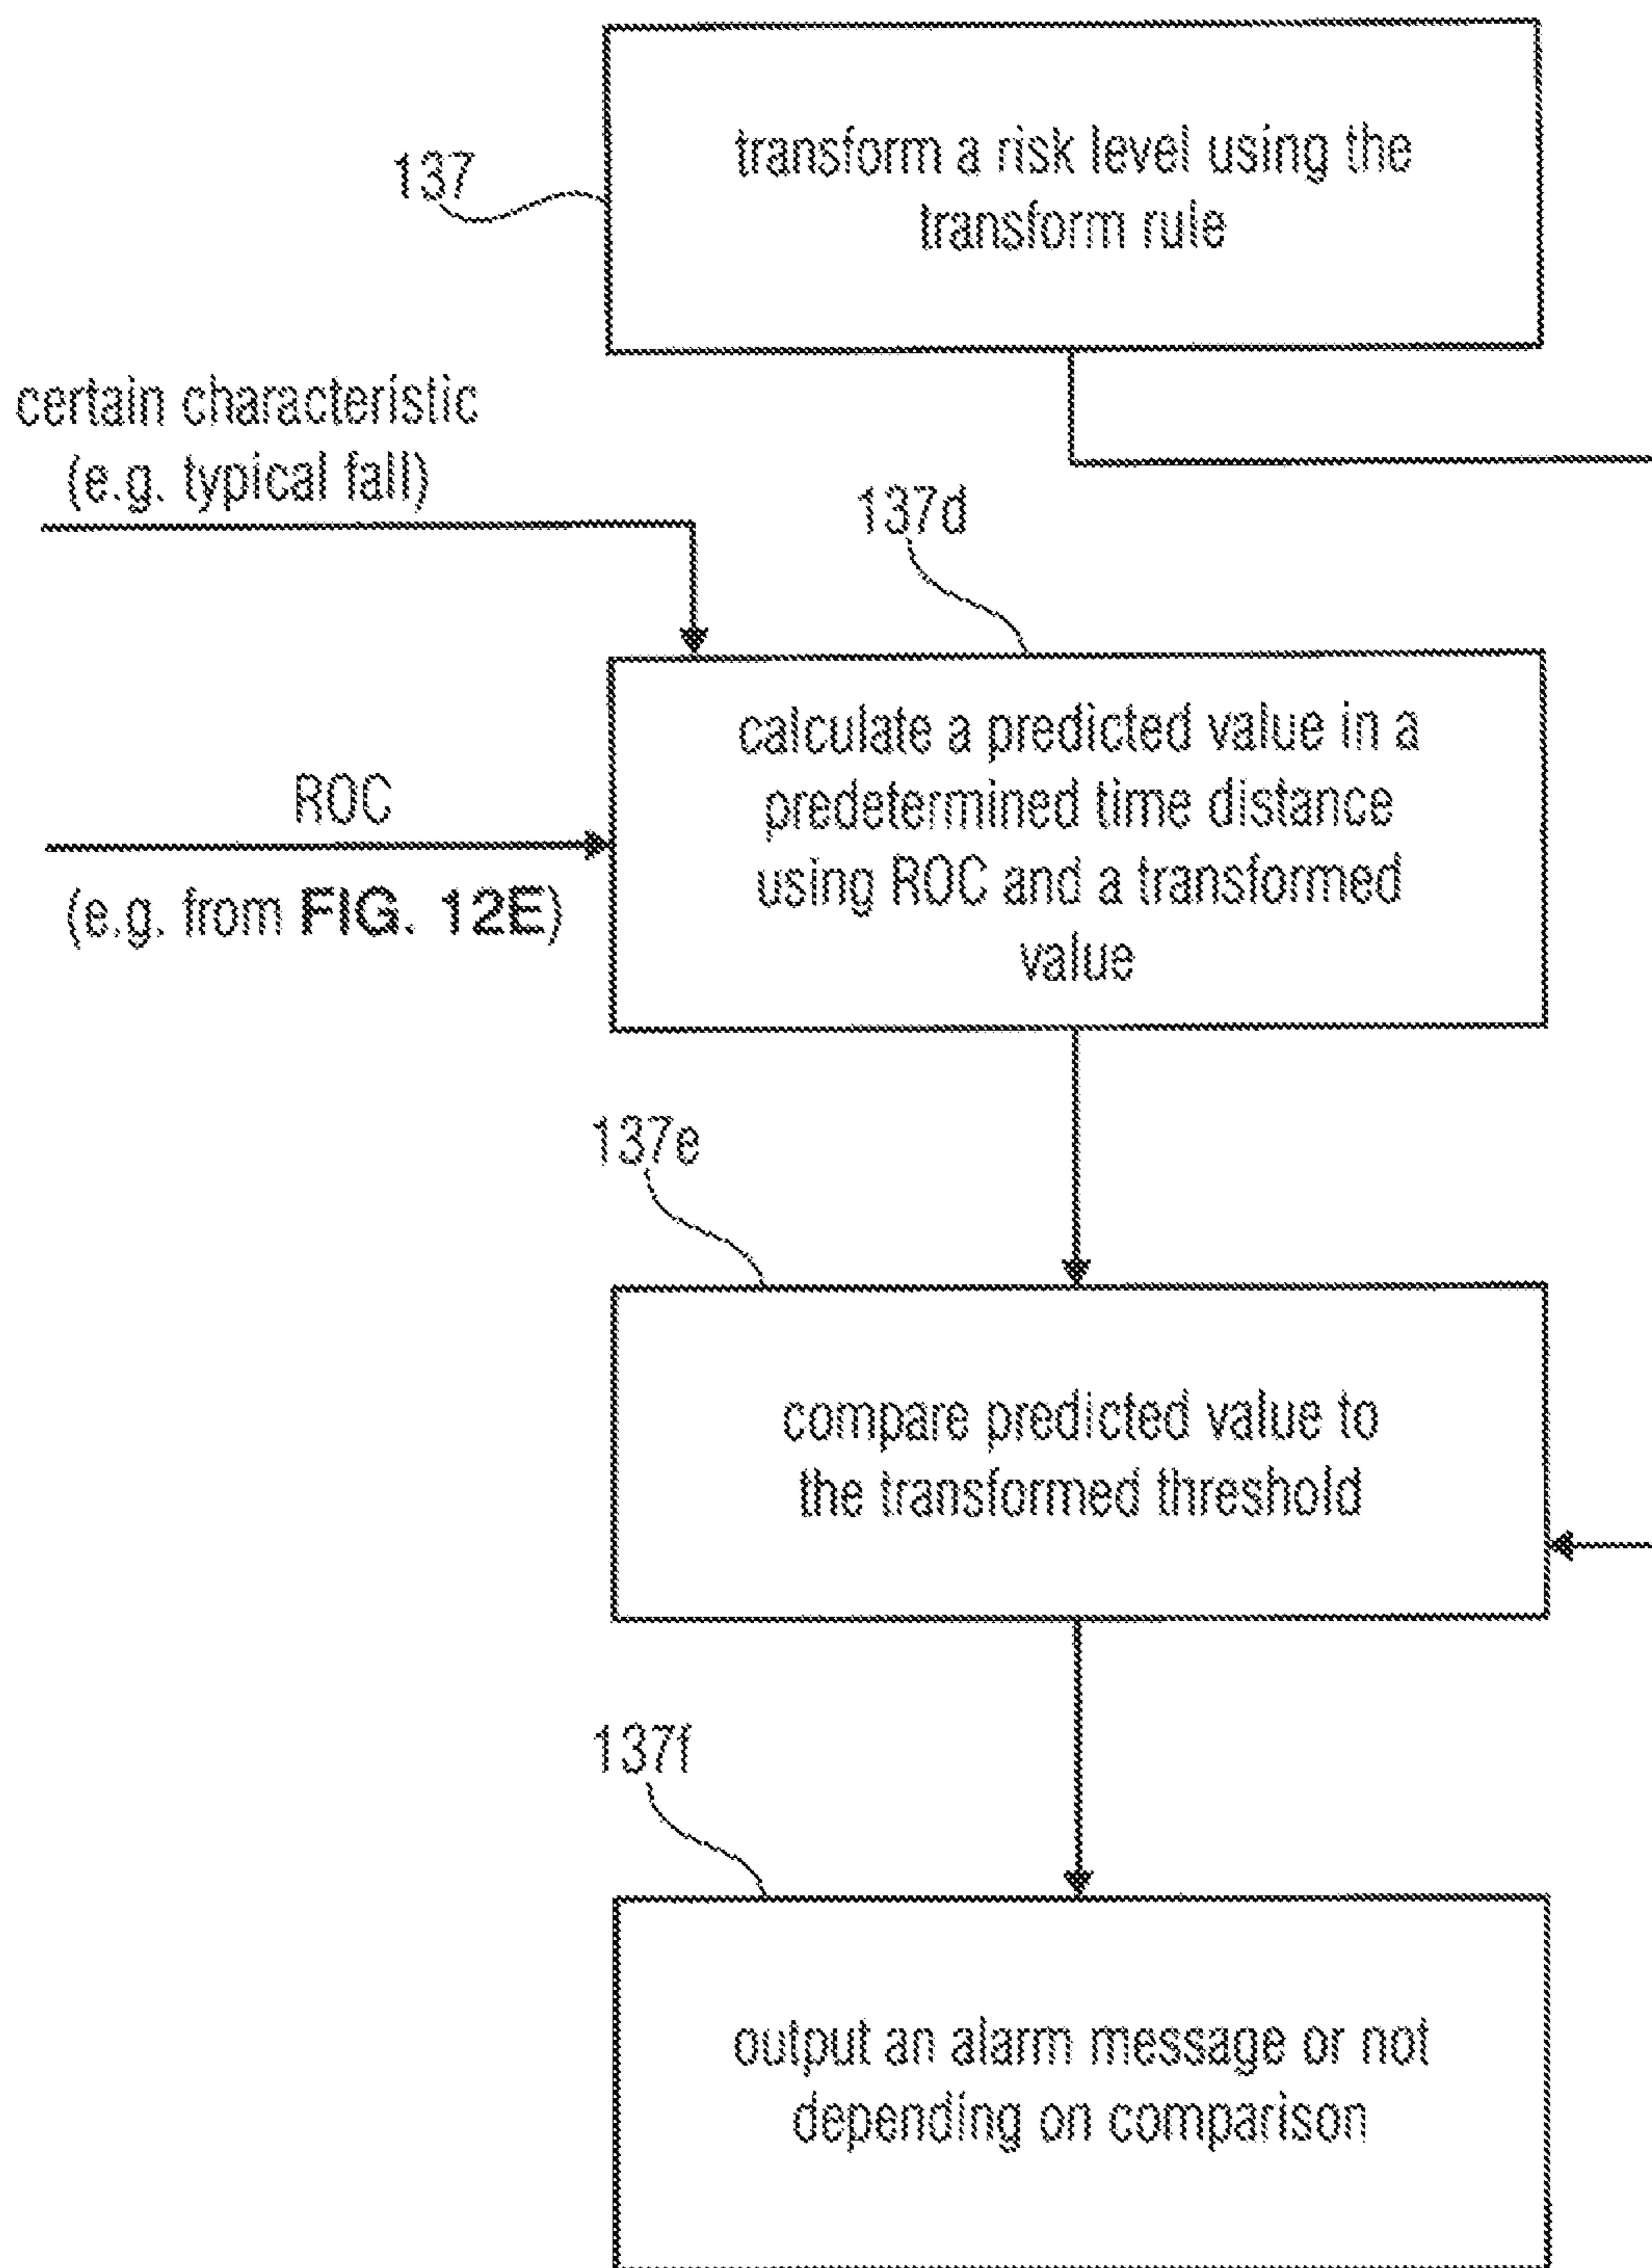 transform a risk level using the
transform rule
137
certain characteristic
(e.g. typical fall)
137d
calculate a predicted value in a
predetermined time distance
using ROC and a transformed
value
ROC
(e.g. from FIG. 12E)
137e
compare predicted value to
the transformed threshold
137f
output an alarm message or not
depending on comparison